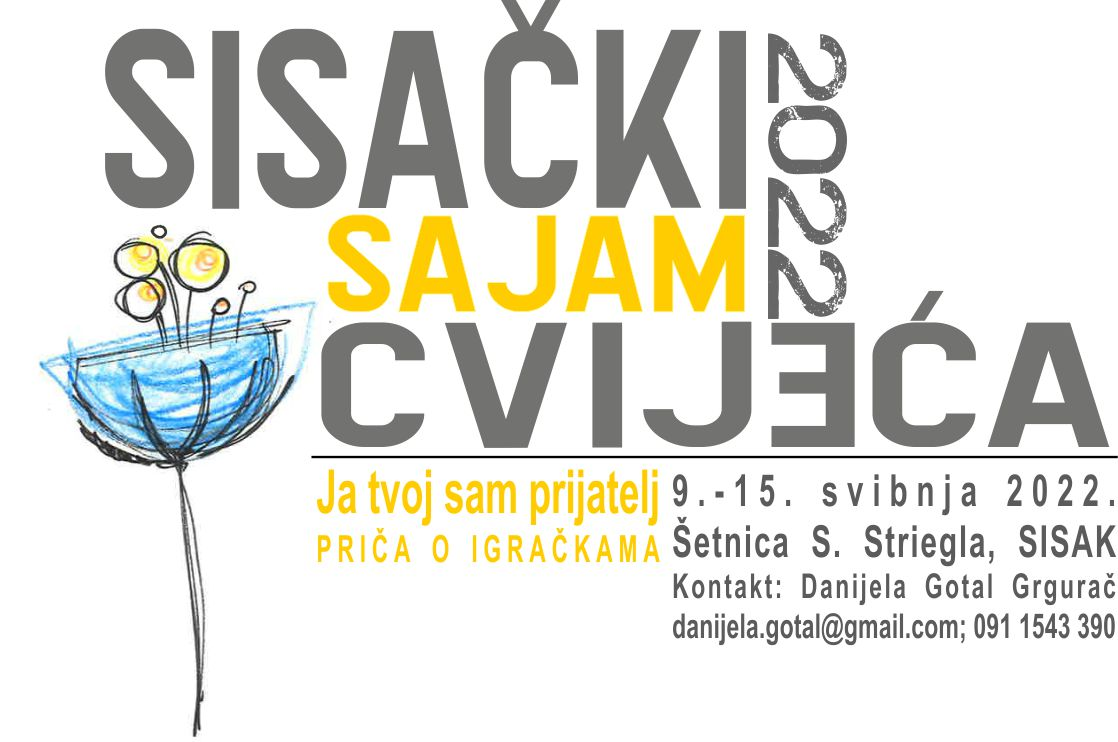 SISAČKI
2022
SAJAM
CVIJEĆA
Ja tvoj sam prijatelj
PRIČA O IGRAČKAMA
9.-15. svibnja 2022.
Šetnica S. Striegla, SISAK
Kontakt: Danijela Gotal Grgurač
danijela.gotal@gmail.com; 091 1543 390